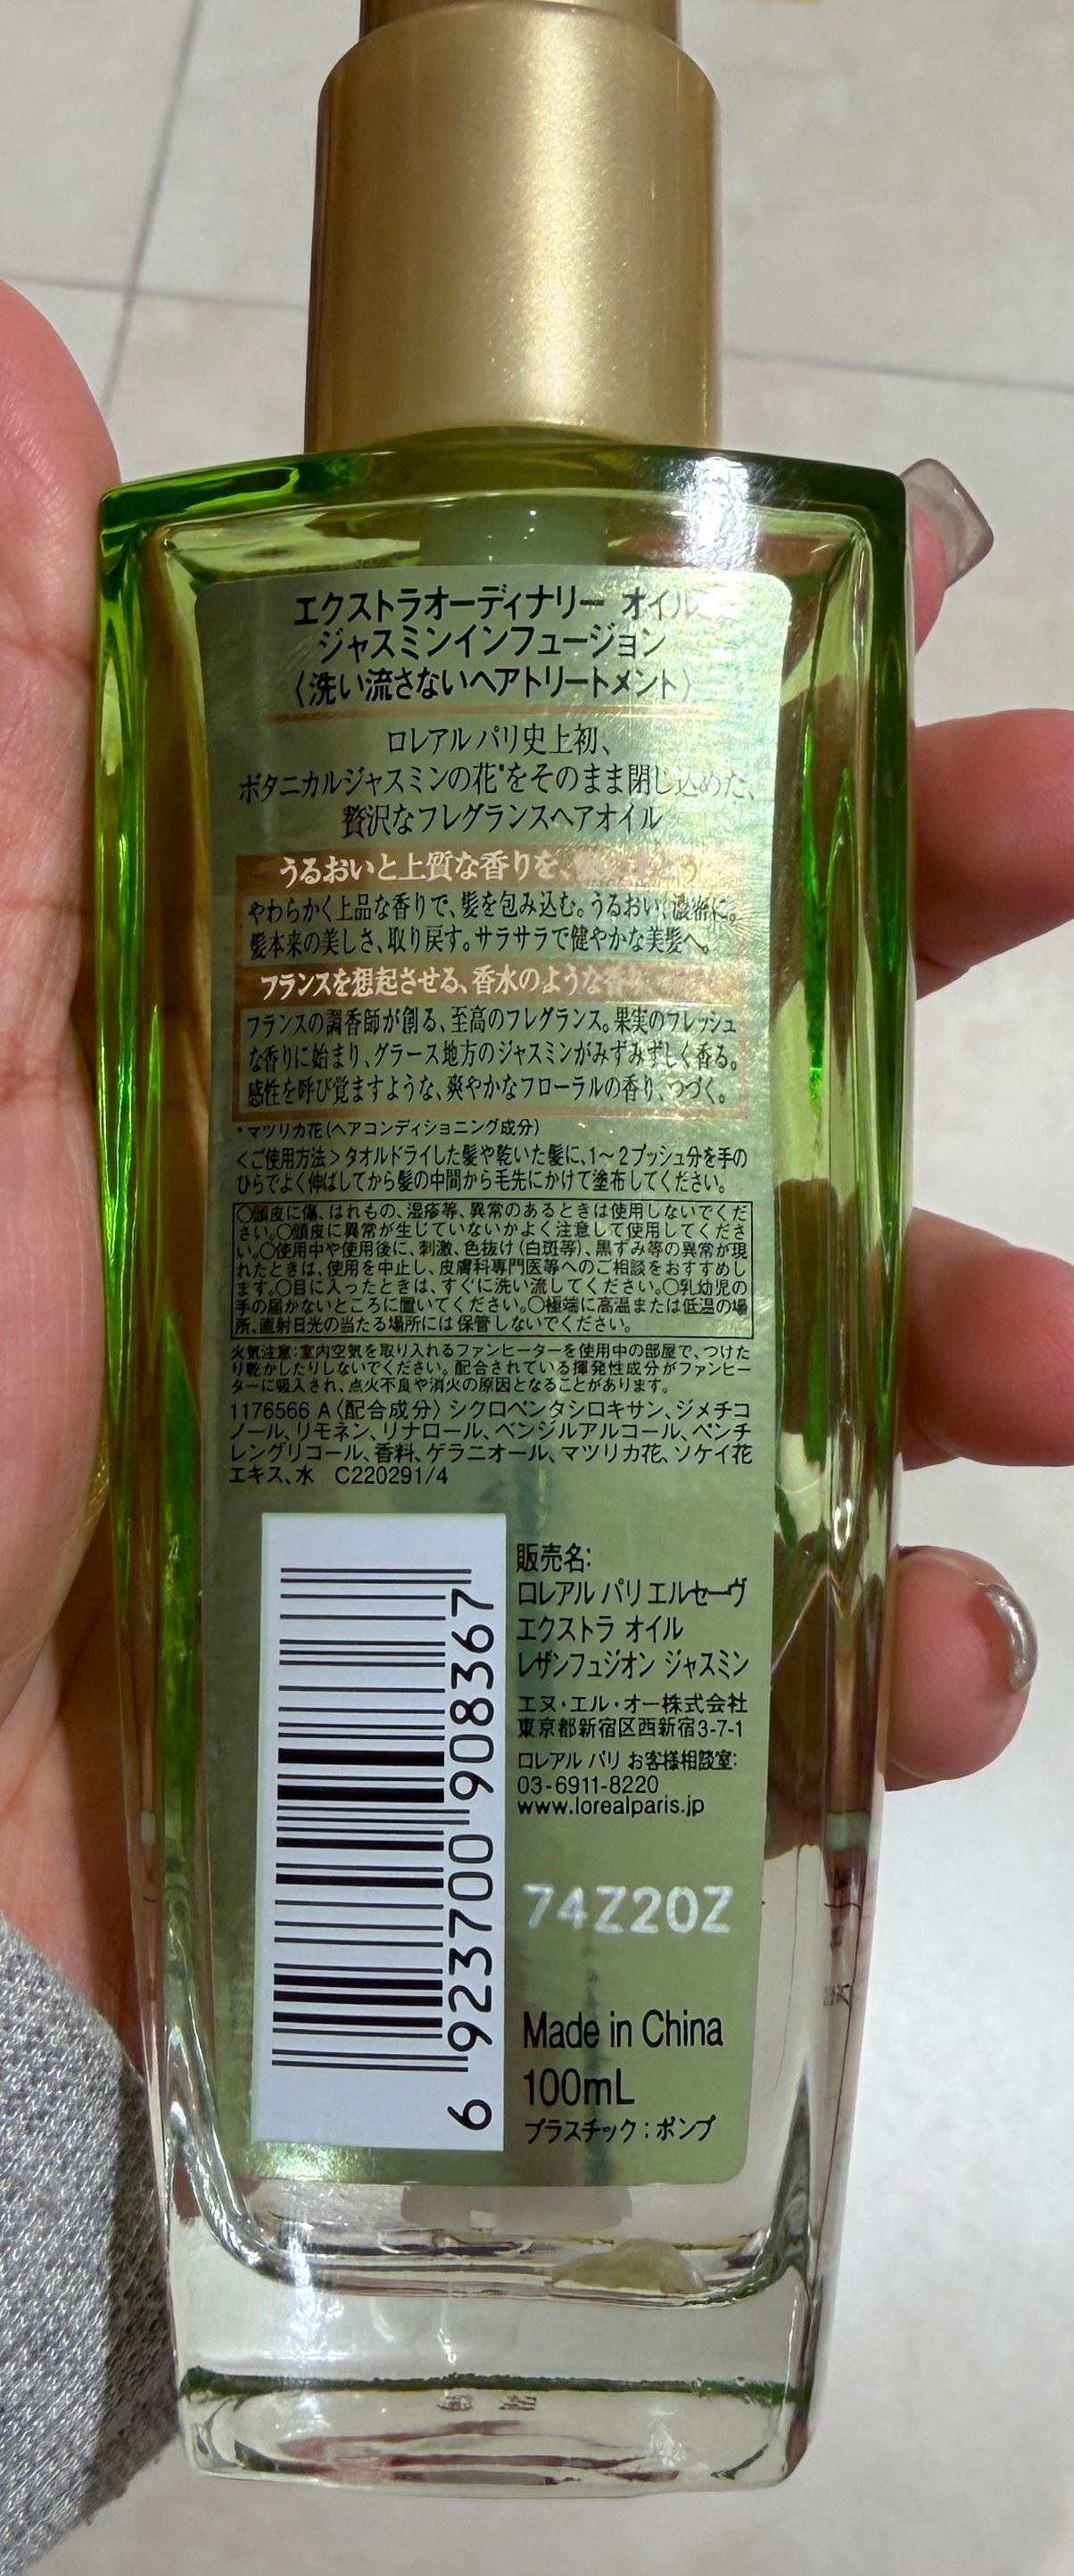 エクストラオーディナリー オイル
ジャスミンインフュージョン
〈洗い流さないヘアトリートメント〉
ロレアル パリ史上初、
ボタニカルジャスミンの花*をそのまま閉じ込めた、
贅沢なフレグランスヘアオイル
うるおいと上質な香りを、
やわらかく上品な香りで、髪を包み込む。うるおい、濃密に。
髪本来の美しさ、取り戻す。サラサラで健やかな美髪へ。
フランスを想起させる、香水のような香り
フランスの調香師が創る、至高のフレグランス。果実のフレッシュ
な香りに始まり、グラース地方のジャスミンがみずみずしく香る。
感性を呼び覚ますような、爽やかなフローラルの香り、つづく。
*マツリカ花(ヘアコンディショニング成分)
<ご使用方法>タオルドライした髪や乾いた髪に、1~2プッシュ分を手の
ひらでよく伸ばしてから髪の中間から毛先にかけて塗布してください。
○頭皮に傷、はれもの、湿疹等、異常のあるときは使用しないでくだ
さい。○頭皮に異常が生じていないかよく注意して使用してくださ
い。○使用中や使用後に、刺激、色抜け(白斑等)、黒ずみ等の異常が現
れたときは、使用を中止し、皮膚科専門医等へのご相談をおすすめし
ます。○目に入ったときは、すぐに洗い流してください。○乳幼児の
手の届かないところに置いてください。○極端に高温または低温の場
所、直射日光の当たる場所には保管しないでください。
火気注意:室内空気を取り入れるファンヒーターを使用中の部屋で、つけた
り乾かしたりしないでください。配合されている揮発性成分がファンヒー
ターに吸入され、点火不良や消火の原因となることがあります。
1176566 A〈配合成分〉シクロペンタシロキサン、ジメチコ
ノール、リモネン、リナロール、ベンジルアルコール、ペンチ
レングリコール、香料、ゲラニオール、マツリカ花、ソケイ花
エキス、水 C220291/4
6 923700 908367
販売名:
ロレアル パリ エルセーヴ
エクストラ オイル
レザンフュジオン ジャスミン
エヌ・エル・オー株式会社
東京都新宿区西新宿3-7-1
ロレアル パリ お客様相談室:
03-6911-8220
www.lorealparis.jp
74Z20Z
Made in China
100mL
プラスチック:ポンプ